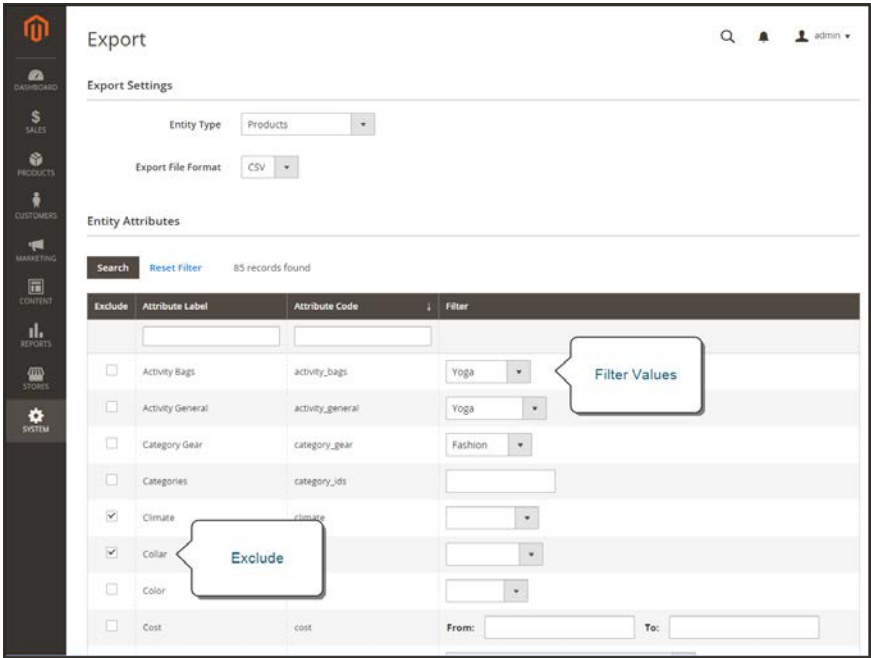 Export
admin
DASHBOARD
SALES
PRODUCTS
CUSTOMERS
MARKETING
CONTENT
REPORTS
STORES
SYSTEM
Export Settings
Entity Type Products
Export File Format CSV
Entity Attributes
Search Reset Filter 85 records found
Exclude Attribute Label Attribute Code ↓ Filter
Activity Bags activity_bags Yoga
Filter Values
Activity General activity_general Yoga
Category Gear category_gear Fashion
Categories category_ids
Climate climate
Collar
Exclude
Color
Cost cost From: To: